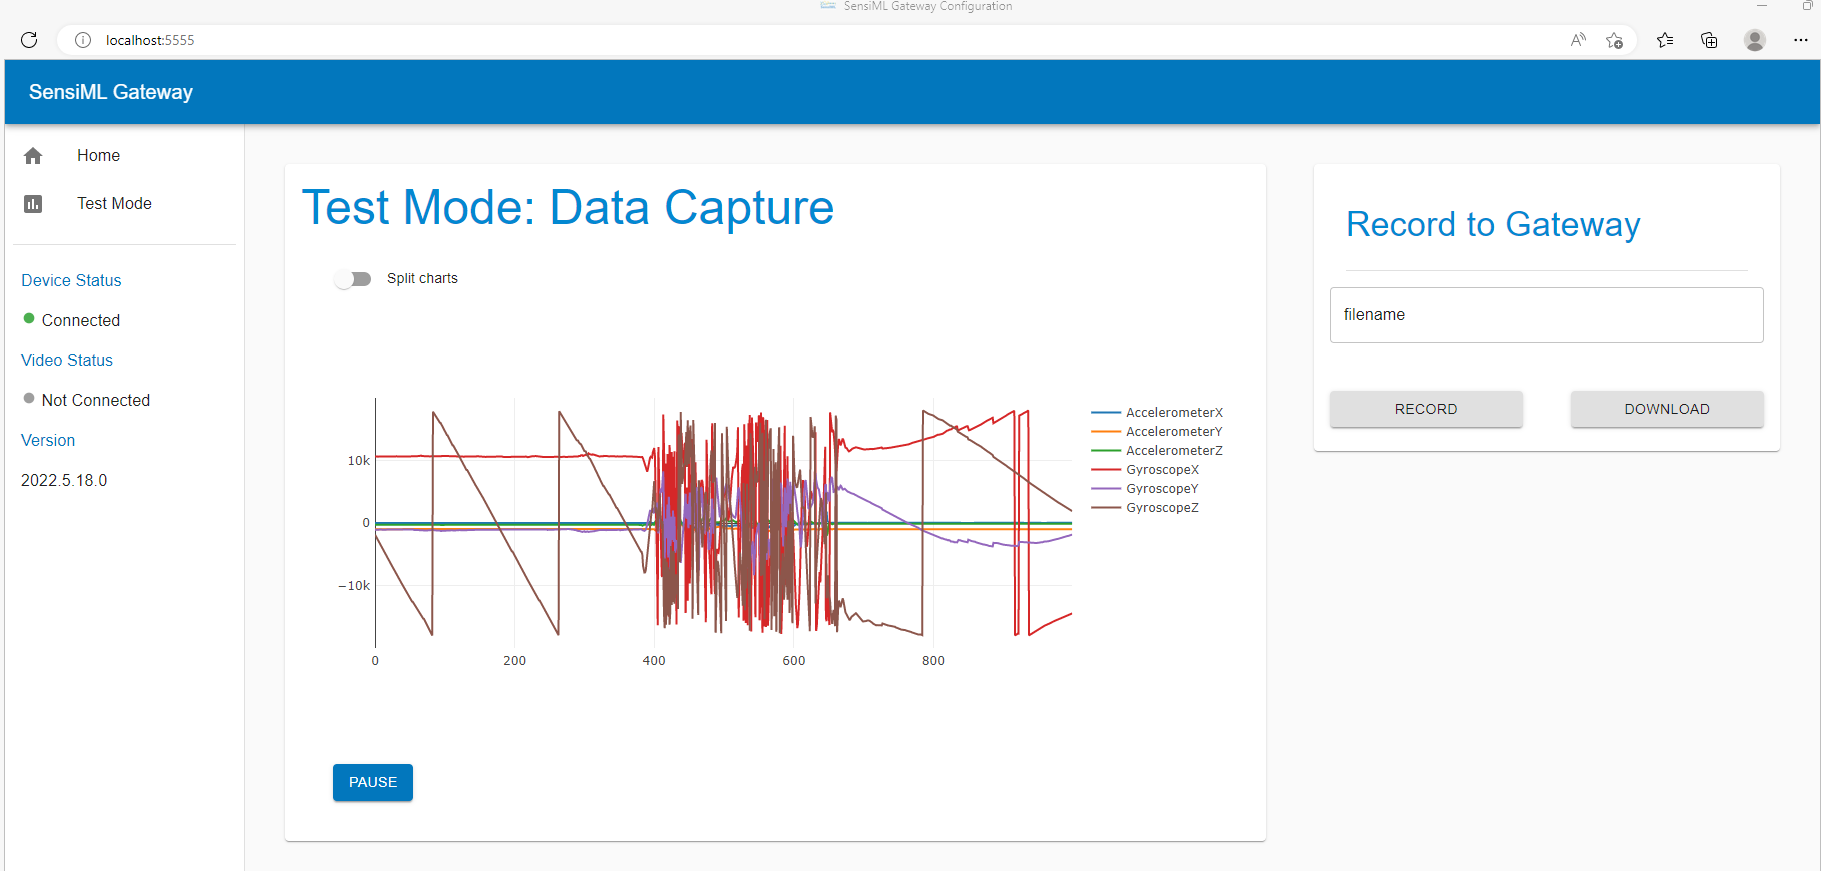 SensiML Gateway Configuration
localhost:5555
SensiML Gateway
Home
Test Mode
Device Status
Connected
Video Status
Not Connected
Version
2022.5.18.0
Test Mode: Data Capture
Split charts
10k
0
−10k
0
200
400
600
800
AccelerometerX
AccelerometerY
AccelerometerZ
GyroscopeX
GyroscopeY
GyroscopeZ
PAUSE
Record to Gateway
filename
RECORD
DOWNLOAD